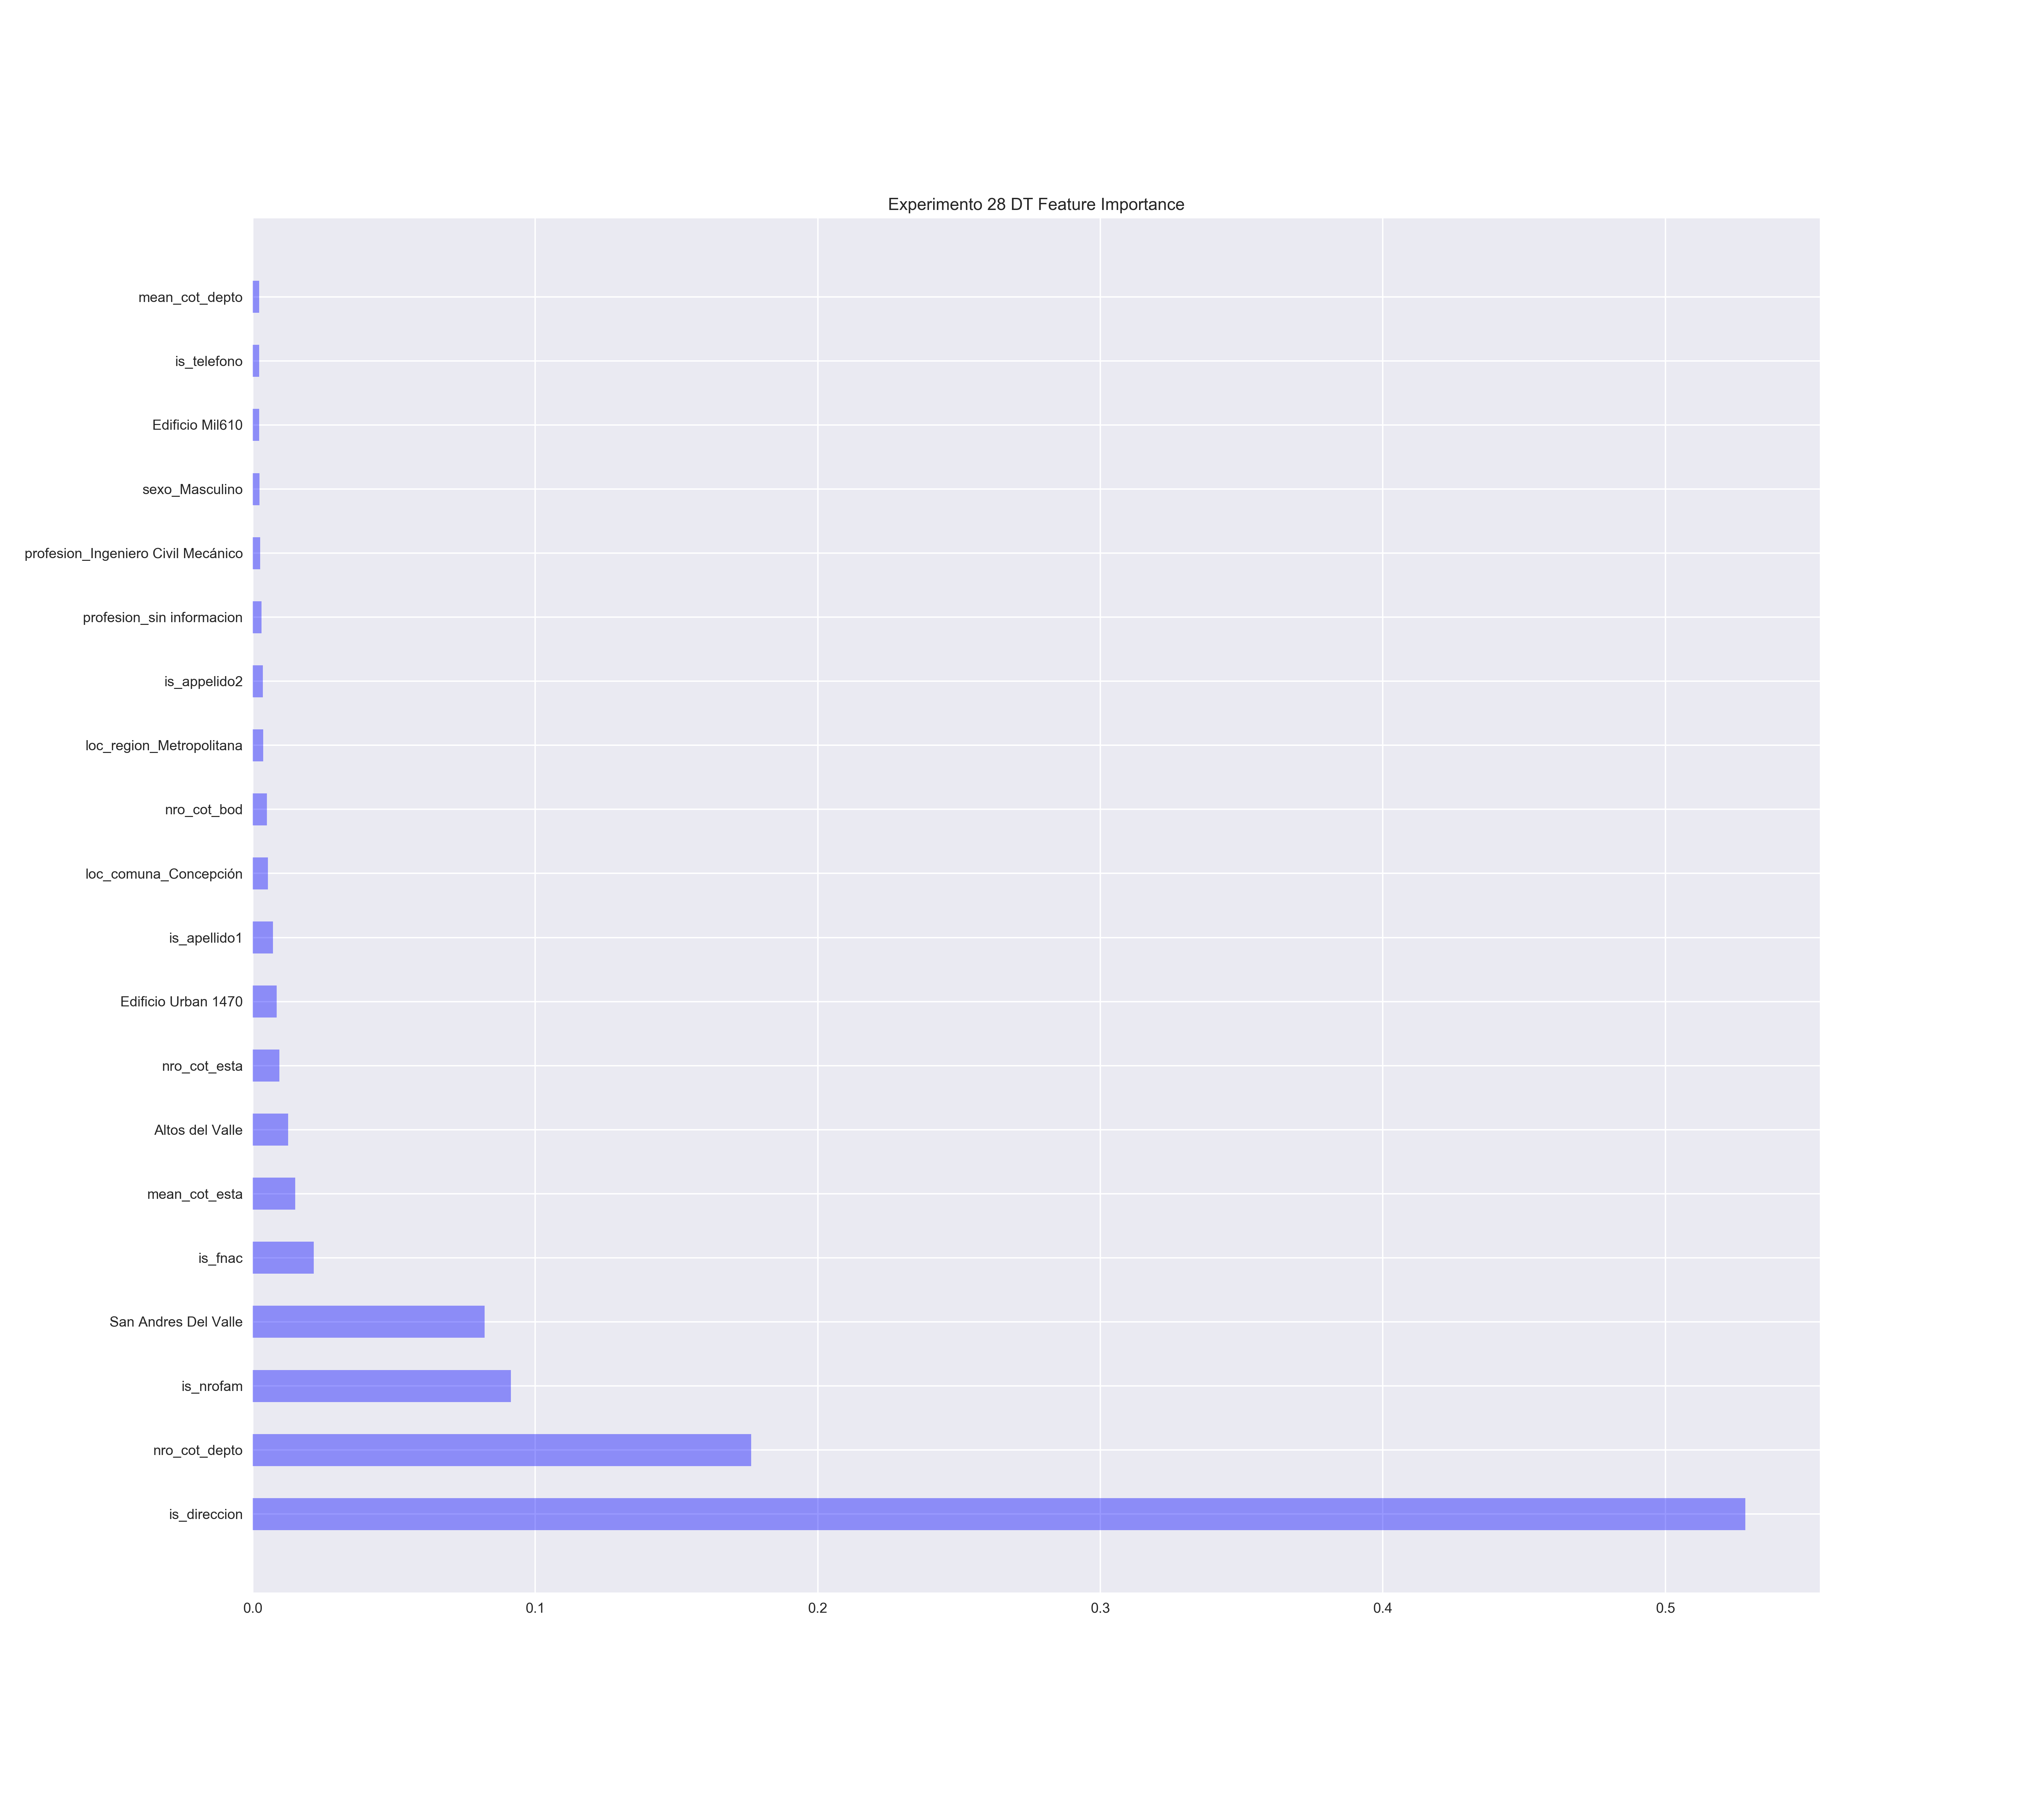 Experimento 28 DT Feature Importance
mean_cot_depto
is_telefono
Edificio Mil610
sexo_Masculino
profesion_Ingeniero Civil Mecánico
profesion_sin informacion
is_appelido2
loc_region_Metropolitana
nro_cot_bod
loc_comuna_Concepción
is_apellido1
Edificio Urban 1470
nro_cot_esta
Altos del Valle
mean_cot_esta
is_fnac
San Andres Del Valle
is_nrofam
nro_cot_depto
is_direccion
0.0 0.1 0.2 0.3 0.4 0.5